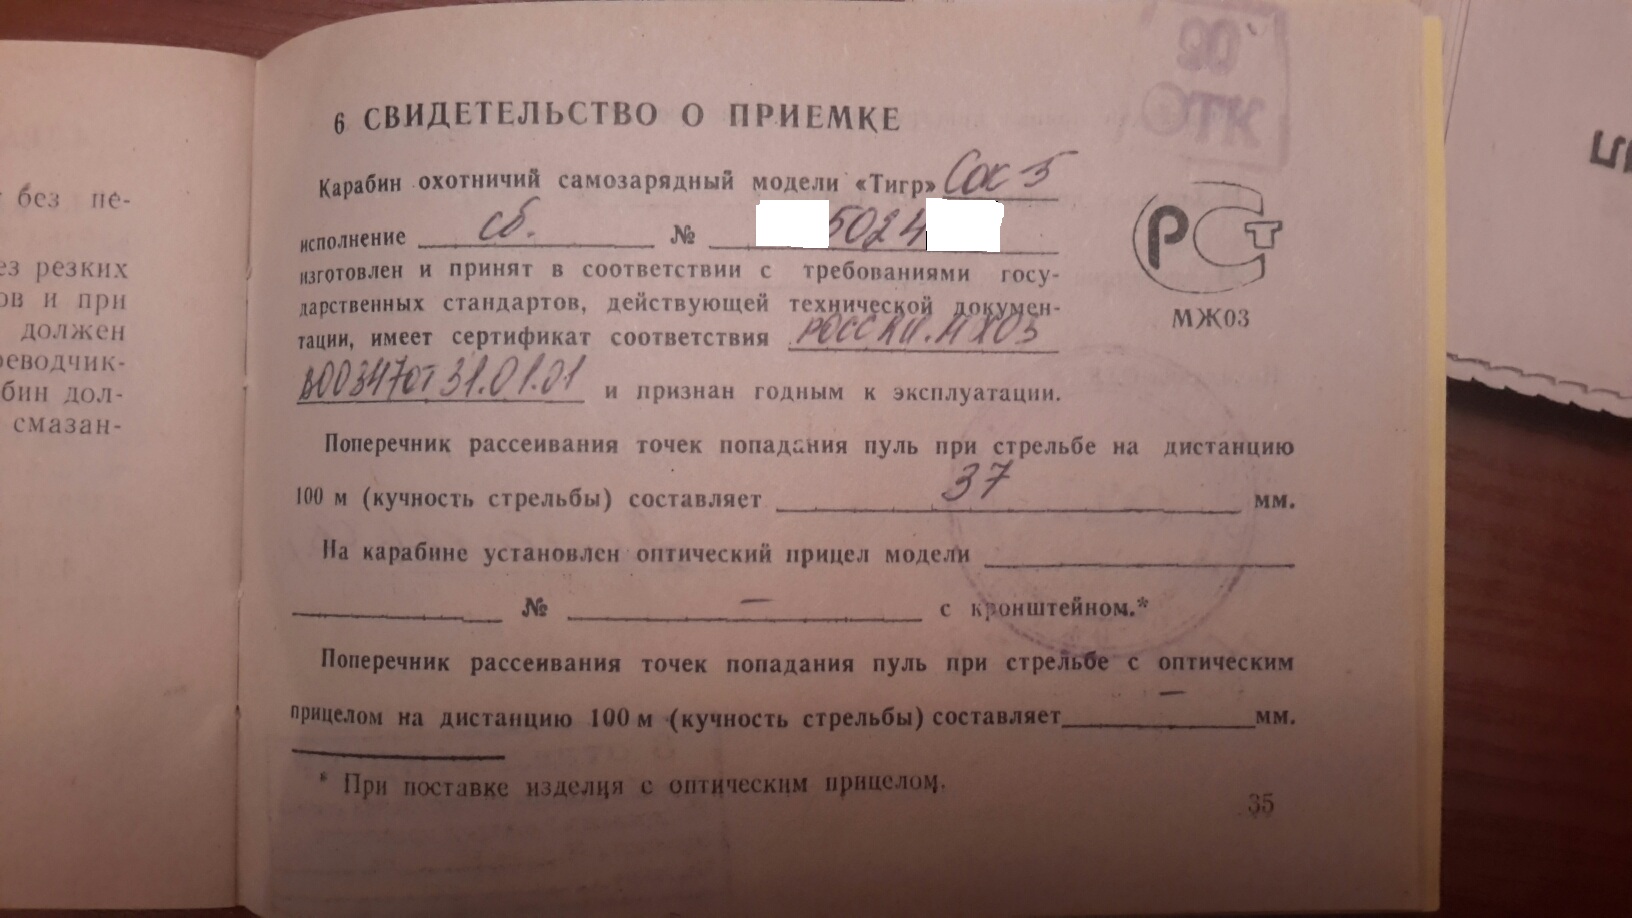 90
ОТК
6 СВИДЕТЕЛЬСТВО О ПРИЕМКЕ
Карабин охотничий самозарядный модели «Тигр» Сок 5
исполнение сб. № 5024
изготовлен и принят в соответствии с требованиями госу-
дарственных стандартов, действующей технической докумен-
тации, имеет сертификат соответствия
В00347 от 31.01.01 и признан годным к эксплуатации.
РСТ
МЖ03
Поперечник рассеивания точек попадания пуль при стрельбе на дистанцию
100 м (кучность стрельбы) составляет 37 мм.
На карабине установлен оптический прицел модели
№ — с кронштейном.*
Поперечник рассеивания точек попадания пуль при стрельбе с оптическим
прицелом на дистанцию 100 м (кучность стрельбы) составляет — мм.
* При поставке изделия с оптическим прицелом.
35
без пе-
ез резких
ов и при
должен
реводчик-
бин дол-
смазан-